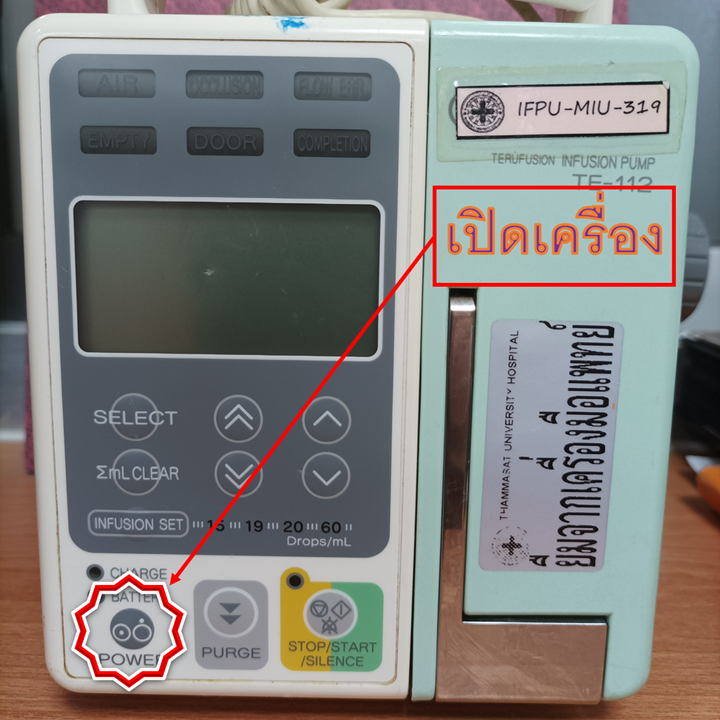 AIR OCCLUSION FLOW ERR.
EMPTY DOOR COMPLETION
IFPU-MIU-319
TERUFUSION INFUSION PUMP
TE-112
เปิดเครื่อง
THAMMASAT UNIVERSITY HOSPITAL
ยืมจากเครื่องมือแพทย์
SELECT
ΣmL CLEAR
INFUSION SET 15 19 20 60
Drops/mL
CHARGE
BATTERY
POWER
PURGE
STOP/START
/SILENCE